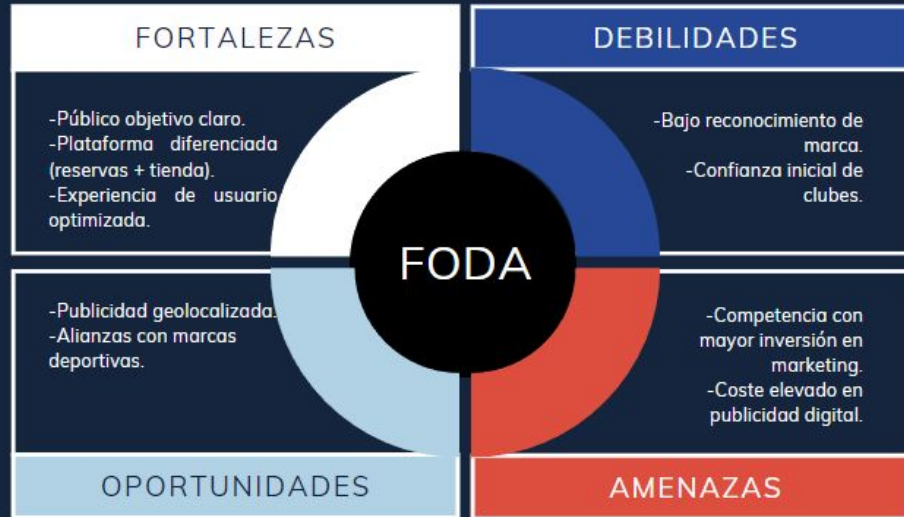 FORTALEZAS
-Público objetivo claro.
-Plataforma diferenciada
(reservas + tienda).
-Experiencia de usuario
optimizada.
DEBILIDADES
-Bajo reconocimiento de
marca.
-Confianza inicial de
clubes.
FODA
-Publicidad geolocalizada.
-Alianzas con marcas
deportivas.
OPORTUNIDADES
-Competencia con
mayor inversión en
marketing.
-Coste elevado en
publicidad digital.
AMENAZAS